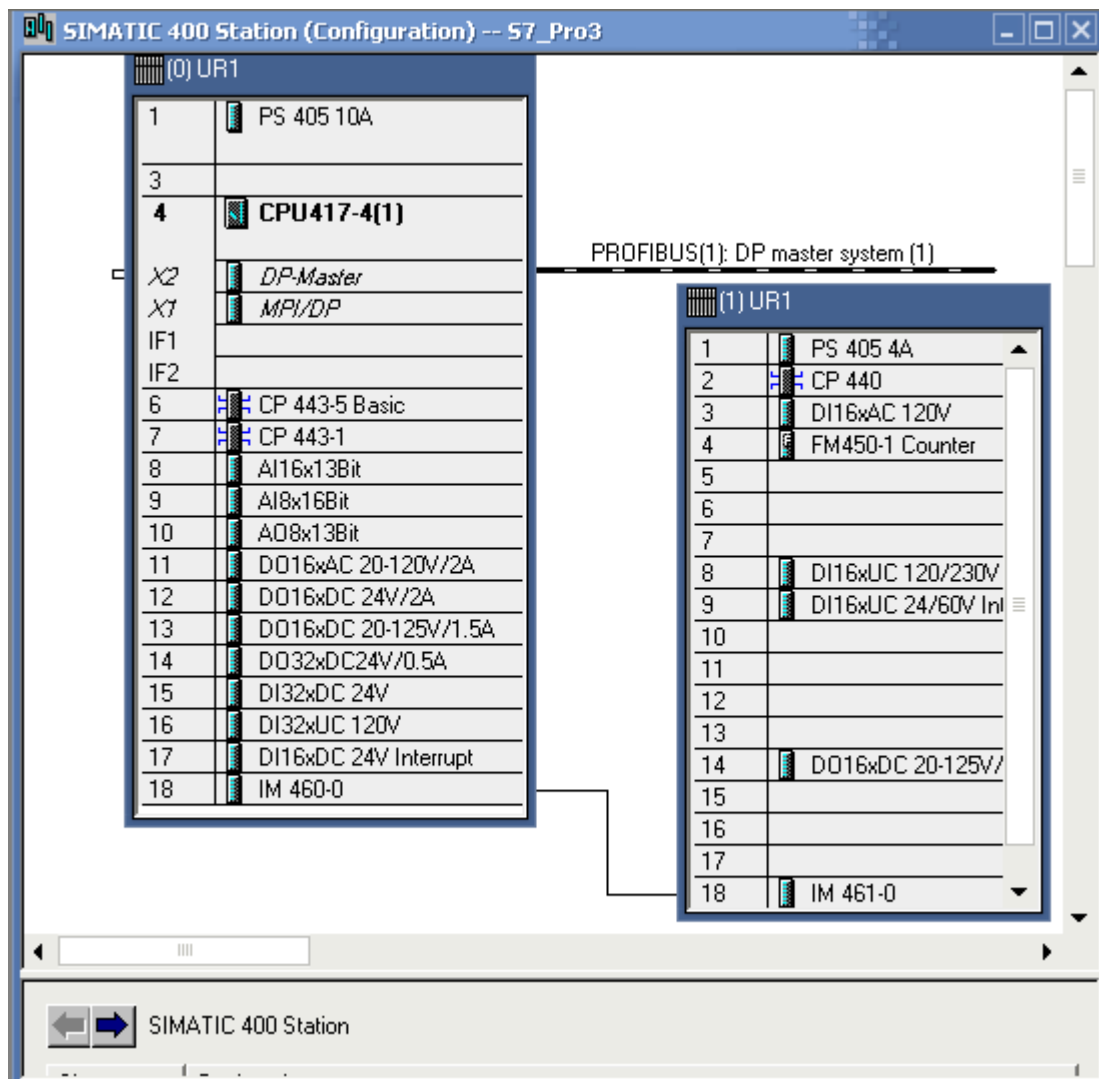 SIMATIC 400 Station (Configuration) -- S7_Pro3
(0) UR1
1 PS 405 10A
3
4 CPU417-4(1)
X2 DP-Master
X1 MPI/DP
IF1
IF2
6 CP 443-5 Basic
7 CP 443-1
8 AI16x13Bit
9 AI8x16Bit
10 AO8x13Bit
11 DO16xAC 20-120V/2A
12 DO16xDC 24V/2A
13 DO16xDC 20-125V/1.5A
14 DO32xDC24V/0.5A
15 DI32xDC 24V
16 DI32xUC 120V
17 DI16xDC 24V Interrupt
18 IM 460-0
PROFIBUS(1): DP master system (1)
(1) UR1
1 PS 405 4A
2 CP 440
3 DI16xAC 120V
4 FM450-1 Counter
5
6
7
8 DI16xUC 120/230V
9 DI16xUC 24/60V Int
10
11
12
13
14 DO16xDC 20-125V/
15
16
17
18 IM 461-0
SIMATIC 400 Station